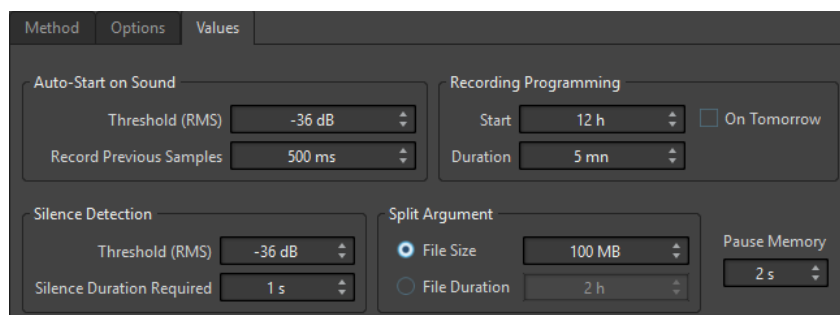 Method Options Values
Auto-Start on Sound
Threshold (RMS) -36 dB
Record Previous Samples 500 ms
Recording Programming
Start 12 h On Tomorrow
Duration 5 mn
Silence Detection
Threshold (RMS) -36 dB
Silence Duration Required 1 s
Split Argument
File Size 100 MB
File Duration 2 h
Pause Memory
2 s